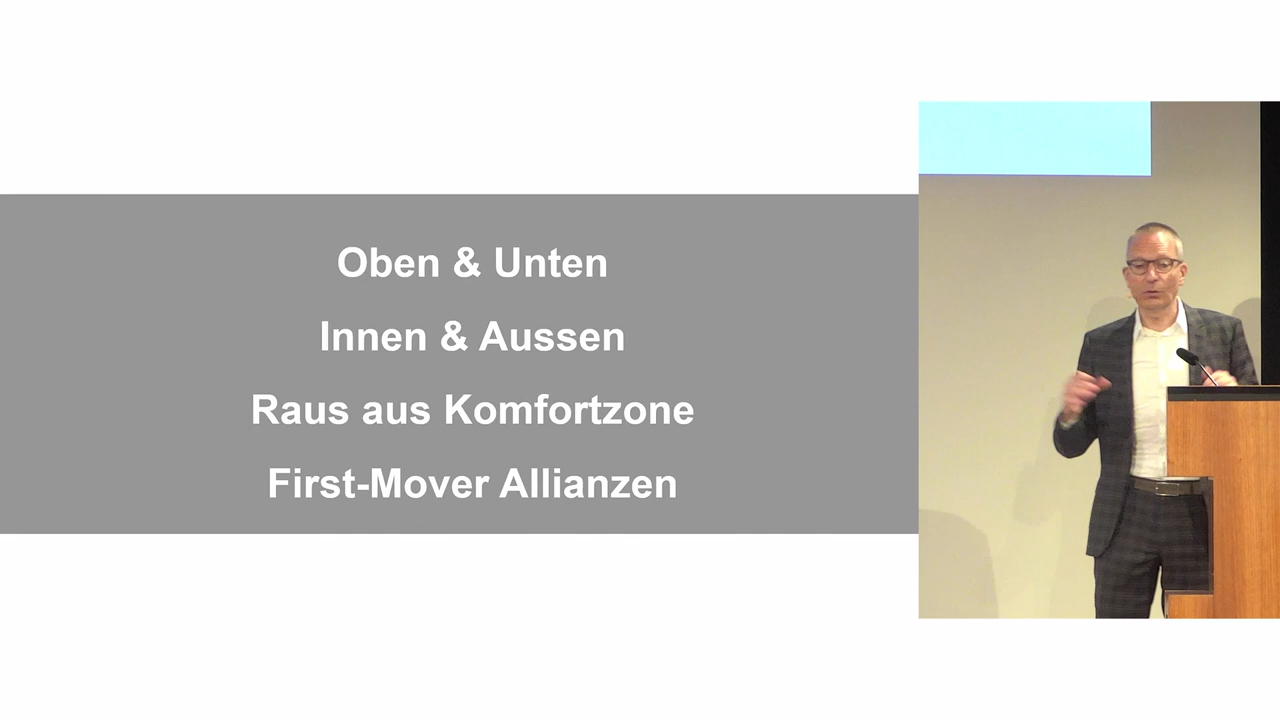 Oben & Unten
Innen & Aussen
Raus aus Komfortzone
First-Mover Allianzen